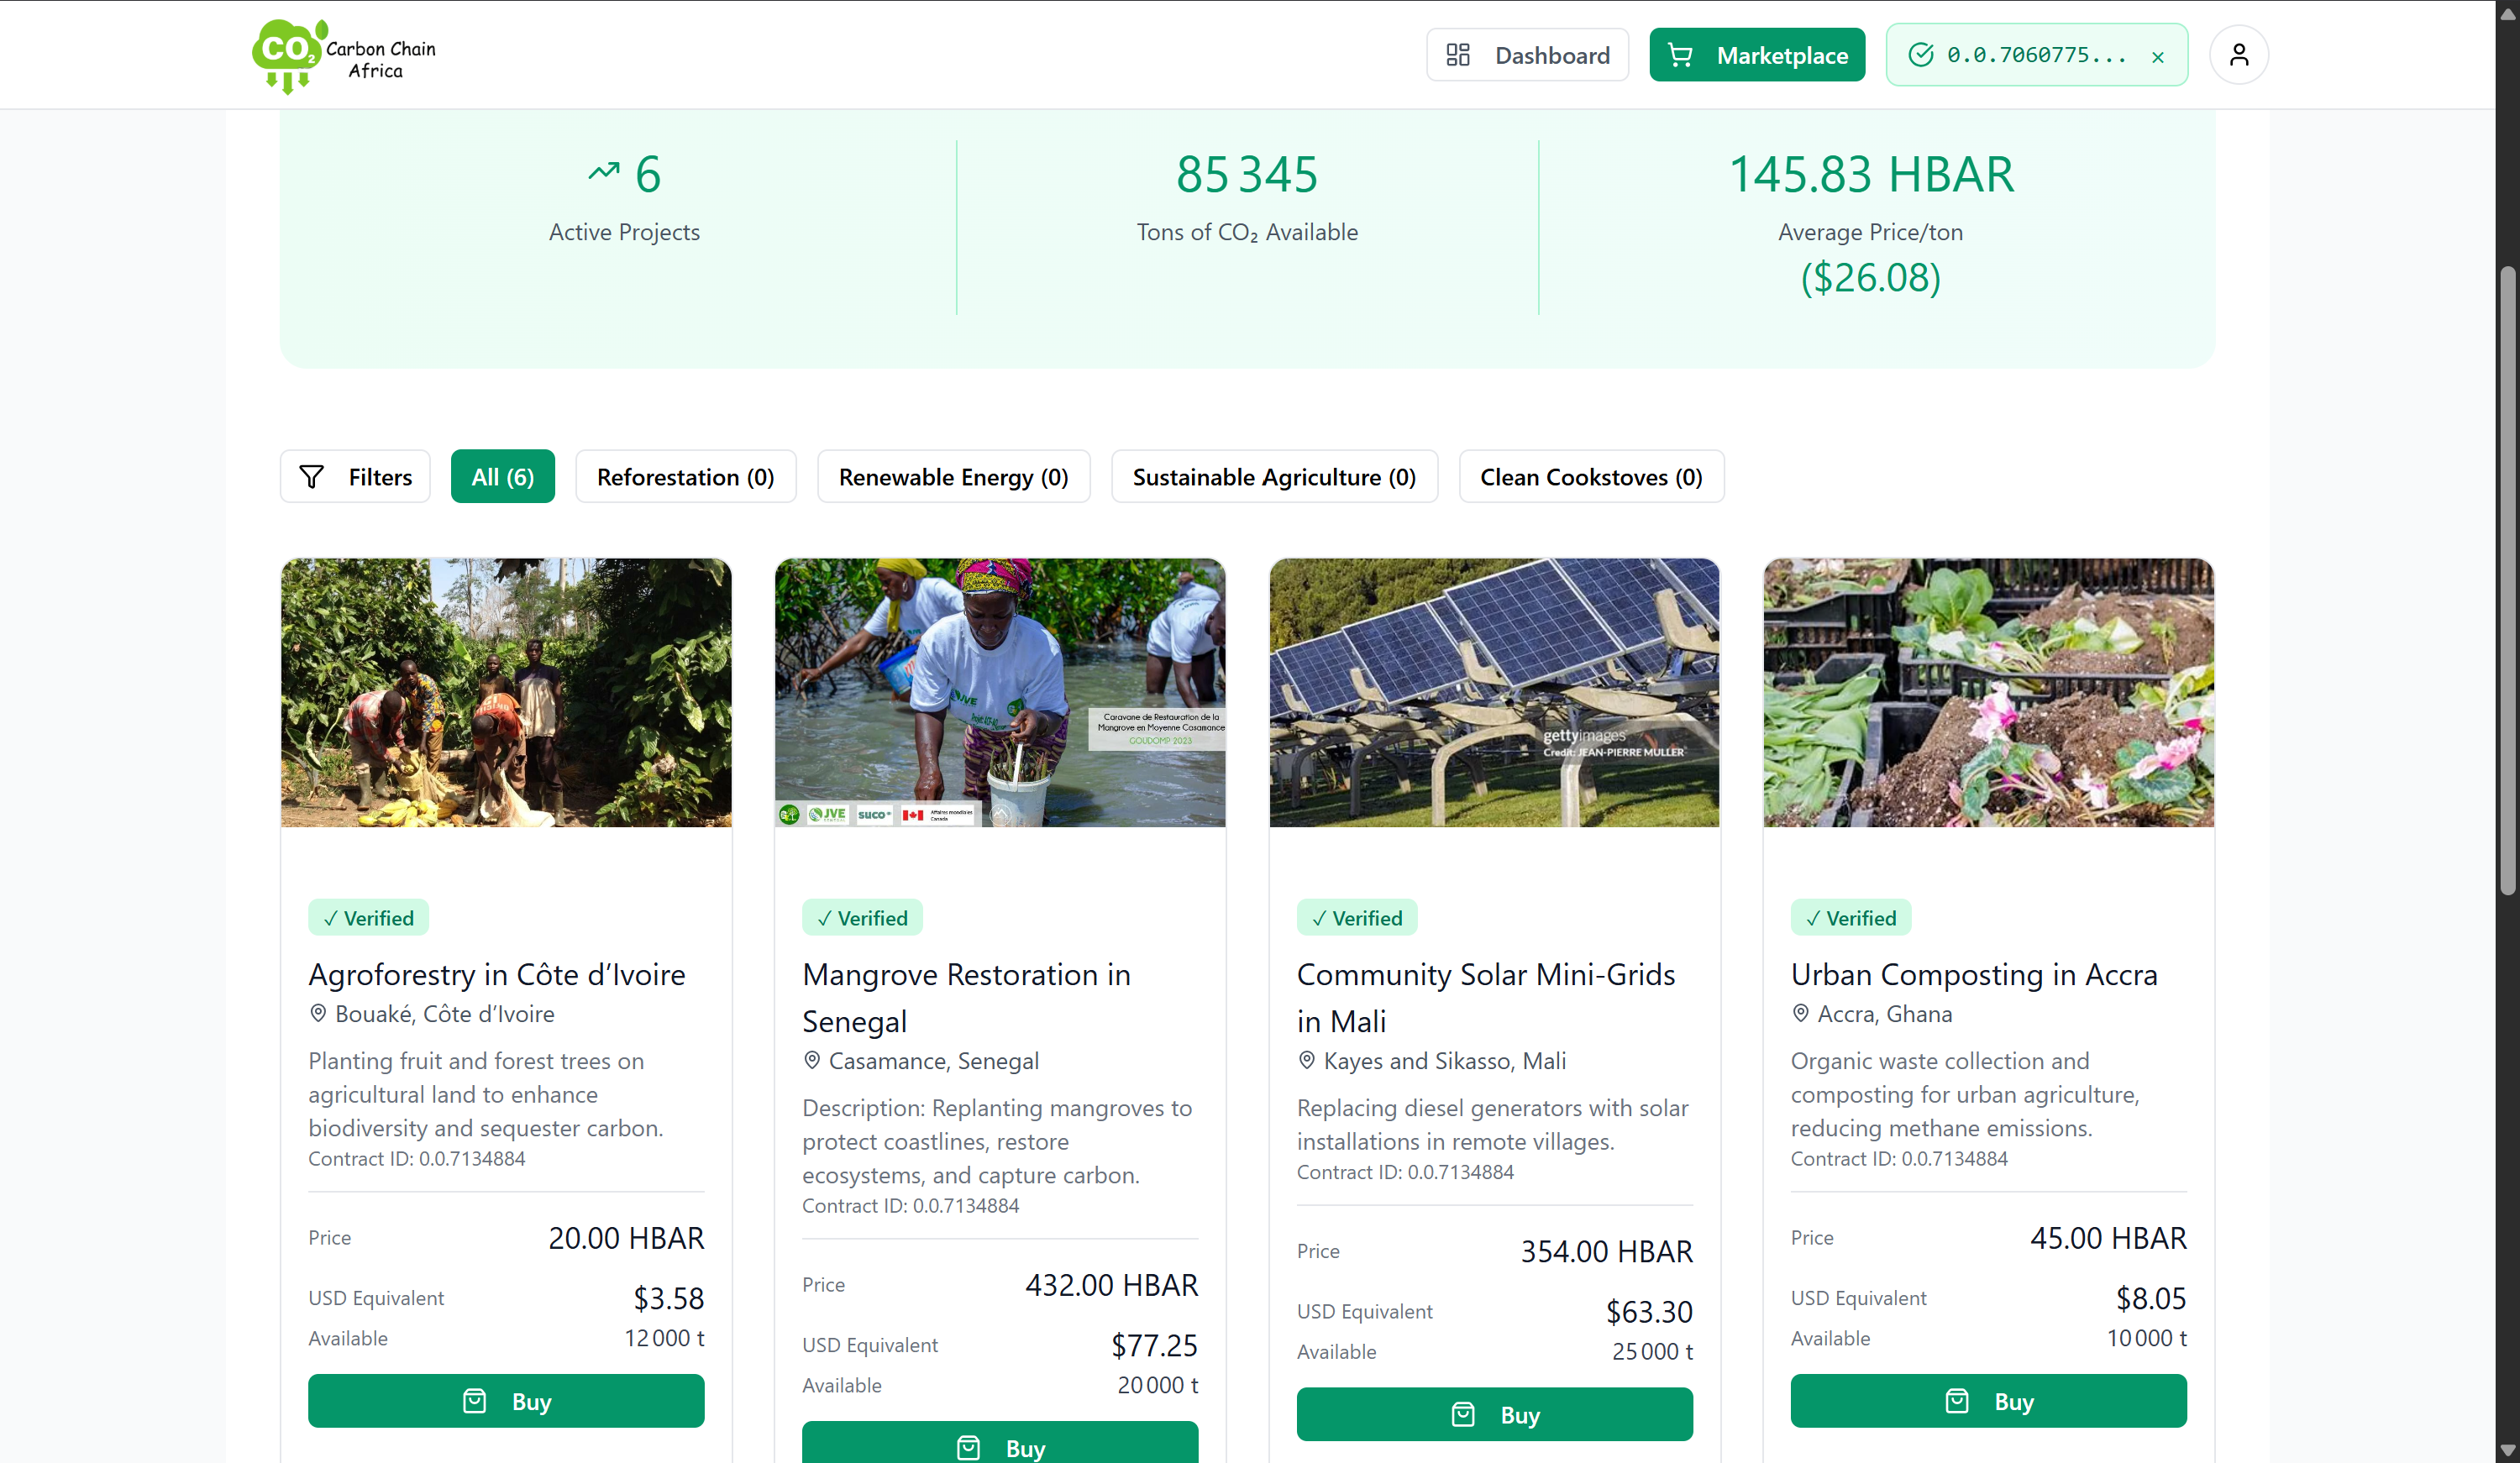 CO₂ Carbon Chain
Africa
Dashboard
Marketplace
0.0.7060775... ×
6
Active Projects
85 345
Tons of CO₂ Available
145.83 HBAR
Average Price/ton
($26.08)
Filters
All (6)
Reforestation (0)
Renewable Energy (0)
Sustainable Agriculture (0)
Clean Cookstoves (0)
✓ Verified
Agroforestry in Côte d’Ivoire
Bouaké, Côte d’Ivoire
Planting fruit and forest trees on
agricultural land to enhance
biodiversity and sequester carbon.
Contract ID: 0.0.7134884
Price 20.00 HBAR
USD Equivalent $3.58
Available 12 000 t
Buy
JVE
Caravane de Restauration de la
Mangrove en Moyenne Casamance
GOUDOMP 2023
JVE
suco
Affaires mondiales
Canada
✓ Verified
Mangrove Restoration in
Senegal
Casamance, Senegal
Description: Replanting mangroves to
protect coastlines, restore
ecosystems, and capture carbon.
Contract ID: 0.0.7134884
Price 432.00 HBAR
USD Equivalent $77.25
Available 20 000 t
Buy
gettyimages
Credit: JEAN-PIERRE MULLER
✓ Verified
Community Solar Mini-Grids
in Mali
Kayes and Sikasso, Mali
Replacing diesel generators with solar
installations in remote villages.
Contract ID: 0.0.7134884
Price 354.00 HBAR
USD Equivalent $63.30
Available 25 000 t
Buy
✓ Verified
Urban Composting in Accra
Accra, Ghana
Organic waste collection and
composting for urban agriculture,
reducing methane emissions.
Contract ID: 0.0.7134884
Price 45.00 HBAR
USD Equivalent $8.05
Available 10 000 t
Buy